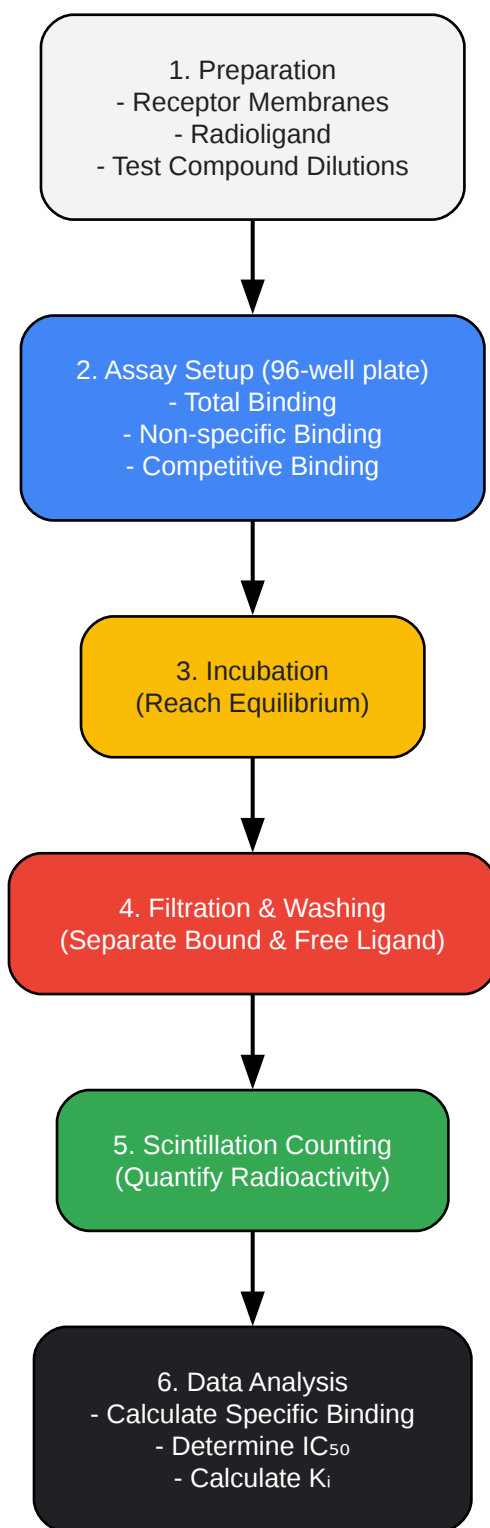 1. Preparation
- Receptor Membranes
- Radioligand
- Test Compound Dilutions
2. Assay Setup (96-well plate)
- Total Binding
- Non-specific Binding
- Competitive Binding
3. Incubation
(Reach Equilibrium)
4. Filtration & Washing
(Separate Bound & Free Ligand)
5. Scintillation Counting
(Quantify Radioactivity)
6. Data Analysis
- Calculate Specific Binding
- Determine IC₅₀
- Calculate Kᵢ